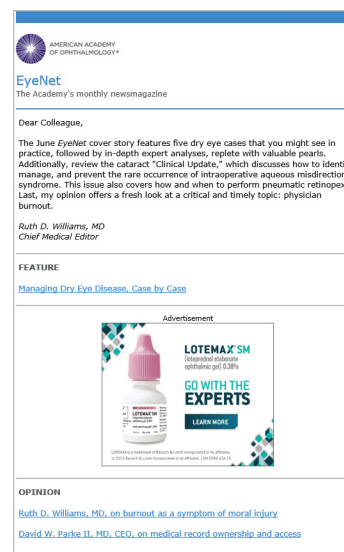 AMERICAN ACADEMY
OF OPHTHALMOLOGY®
EyeNet
The Academy's monthly newsmagazine
Dear Colleague,
The June EyeNet cover story features five dry eye cases that you might see in
practice, followed by in-depth expert analyses, replete with valuable pearls.
Additionally, review the cataract "Clinical Update," which discusses how to identi
manage, and prevent the rare occurrence of intraoperative aqueous misdirection
syndrome. This issue also covers how and when to perform pneumatic retinopex
Last, my opinion offers a fresh look at a critical and timely topic: physician
burnout.
Ruth D. Williams, MD
Chief Medical Editor
FEATURE
Managing Dry Eye Disease, Case by Case
Advertisement
LOTEMAX®SM
(loteprednol etabonate
ophthalmic gel) 0.38%
GO WITH THE
EXPERTS
LEARN MORE
LOTEMAX SM
OPINION
Ruth D. Williams, MD, on burnout as a symptom of moral injury
David W. Parke II, MD, CEO, on medical record ownership and access